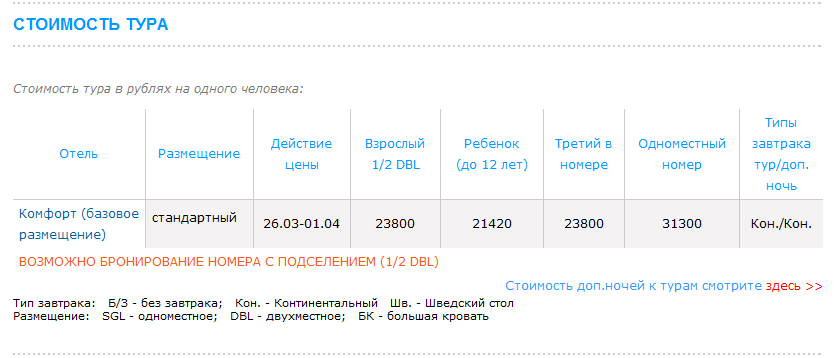 СТОИМОСТЬ ТУРА
Стоимость тура в рублях на одного человека:
Отель Размещение Действие цены Взрослый 1/2 DBL Ребенок (до 12 лет) Третий в номере Одноместный номер Типы завтрака тур/доп. ночь
Комфорт (базовое размещение) стандартный 26.03-01.04 23800 21420 23800 31300 Кон./Кон.
ВОЗМОЖНО БРОНИРОВАНИЕ НОМЕРА С ПОДСЕЛЕНИЕМ (1/2 DBL)
Стоимость доп.ночей к турам смотрите здесь >>
Тип завтрака: Б/З - без завтрака; Кон. - Континентальный Шв. - Шведский стол
Размещение: SGL - одноместное; DBL - двухместное; БК - большая кровать